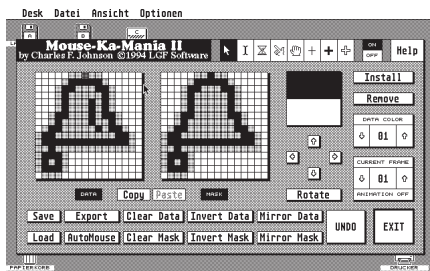 Desk Datei Ansicht Optionen
A B C
Mouse-Ka-Mania II
by Charles F. Johnson ©1994 LGF Software
ON
OFF
Help
Install
Remove
DATA COLOR
01
CURRENT FRAME
01
ANIMATION OFF
DATA Copy Paste MASK Rotate
Save Export Clear Data Invert Data Mirror Data
Load AutoMouse Clear Mask Invert Mask Mirror Mask
UNDO EXIT
PAPIERKORB DRUCKER